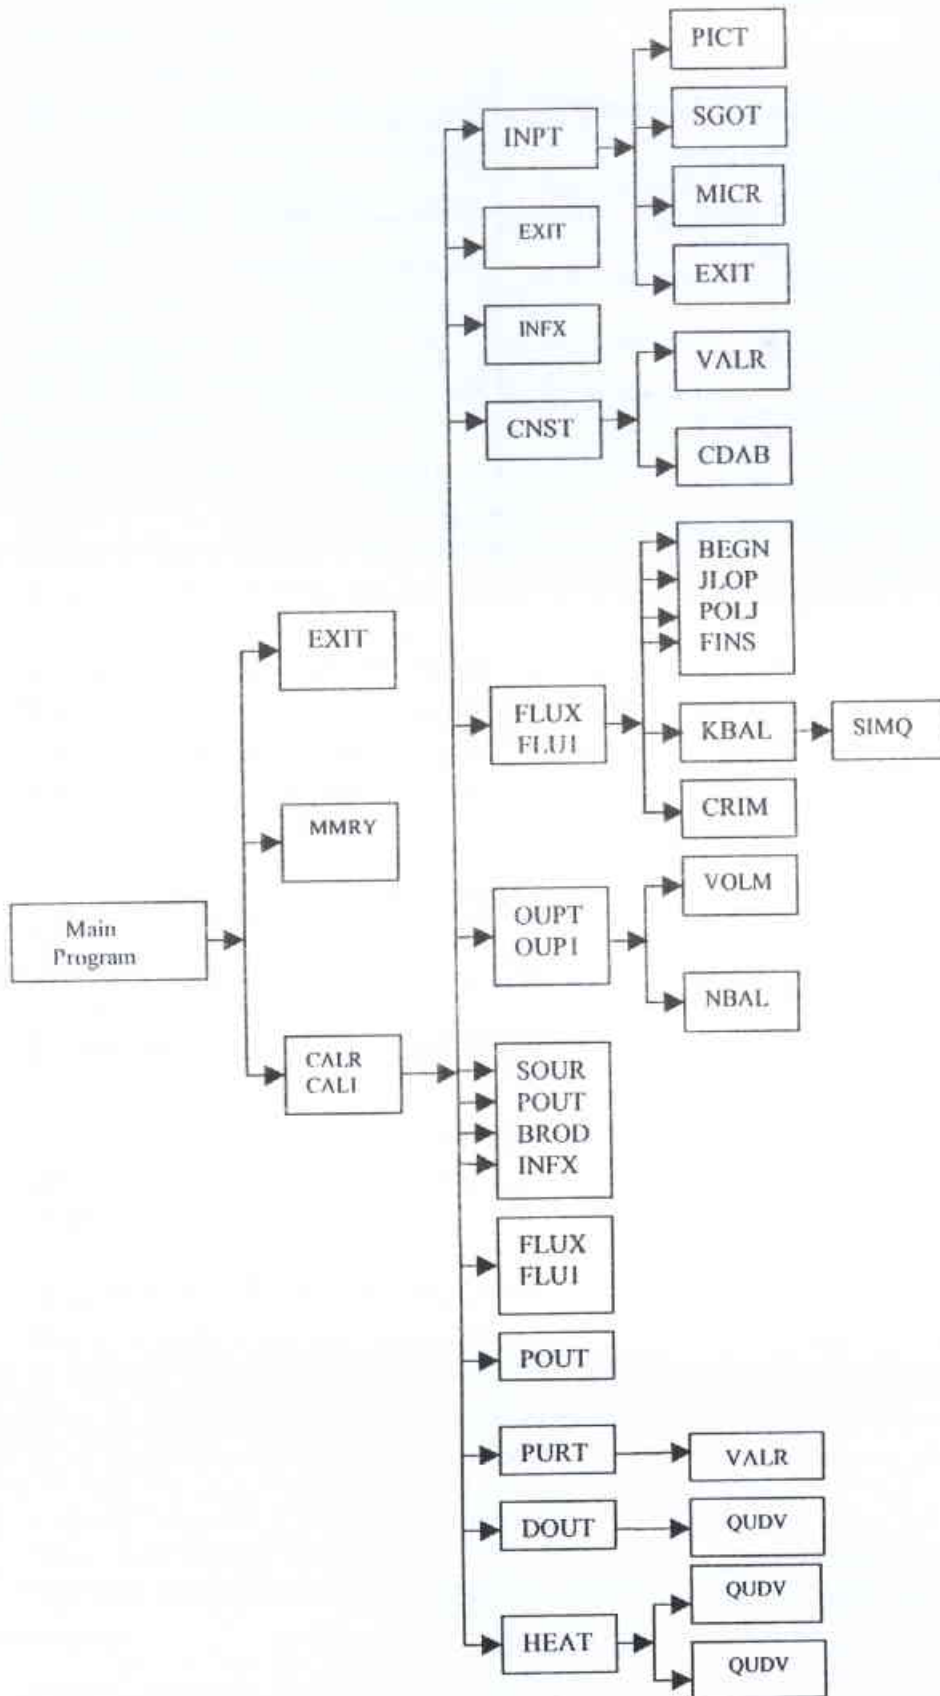 PICT
SGOT
INPT
MICR
EXIT
EXIT
INFX
VALR
CNST
CDAB
BEGN
JLOP
POLJ
FINS
EXIT
FLUX
FLU1
KBAL
SIMQ
CRIM
MMRY
VOLM
OUPT
OUP1
Main
Program
NBAL
CALR
CAL1
SOUR
POUT
BROD
INFX
FLUX
FLU1
POUT
PURT
VALR
DOUT
QUDV
QUDV
HEAT
QUDV